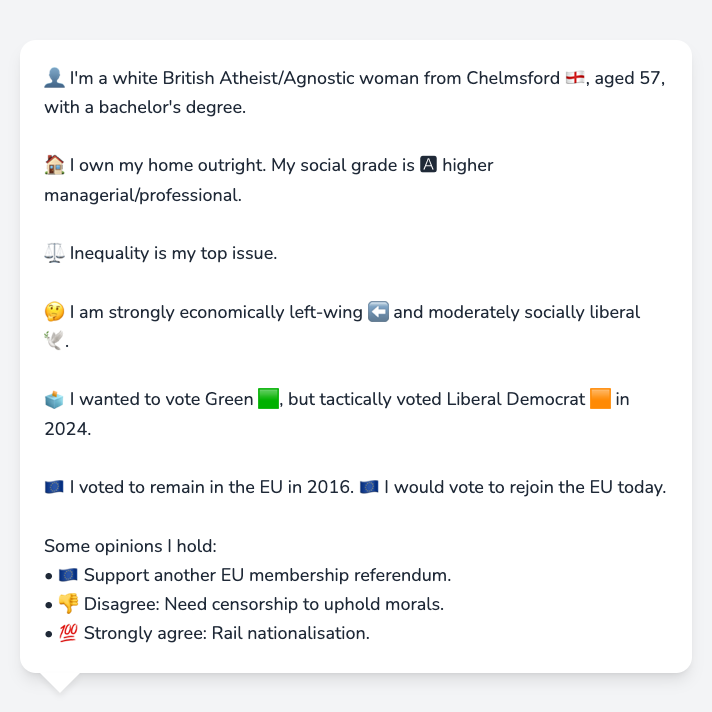 👤 I'm a white British Atheist/Agnostic woman from Chelmsford 🏴󠁧󠁢󠁥󠁮󠁧󠁿, aged 57,
with a bachelor's degree.
🏠 I own my home outright. My social grade is 🅰 higher
managerial/professional.
⚖️ Inequality is my top issue.
🤔 I am strongly economically left-wing ⬅️ and moderately socially liberal
🕊️.
🗳️ I wanted to vote Green 🟩, but tactically voted Liberal Democrat 🟧 in
2024.
🇪🇺 I voted to remain in the EU in 2016. 🇪🇺 I would vote to rejoin the EU today.
Some opinions I hold:
• 🇪🇺 Support another EU membership referendum.
• 👎 Disagree: Need censorship to uphold morals.
• 💯 Strongly agree: Rail nationalisation.